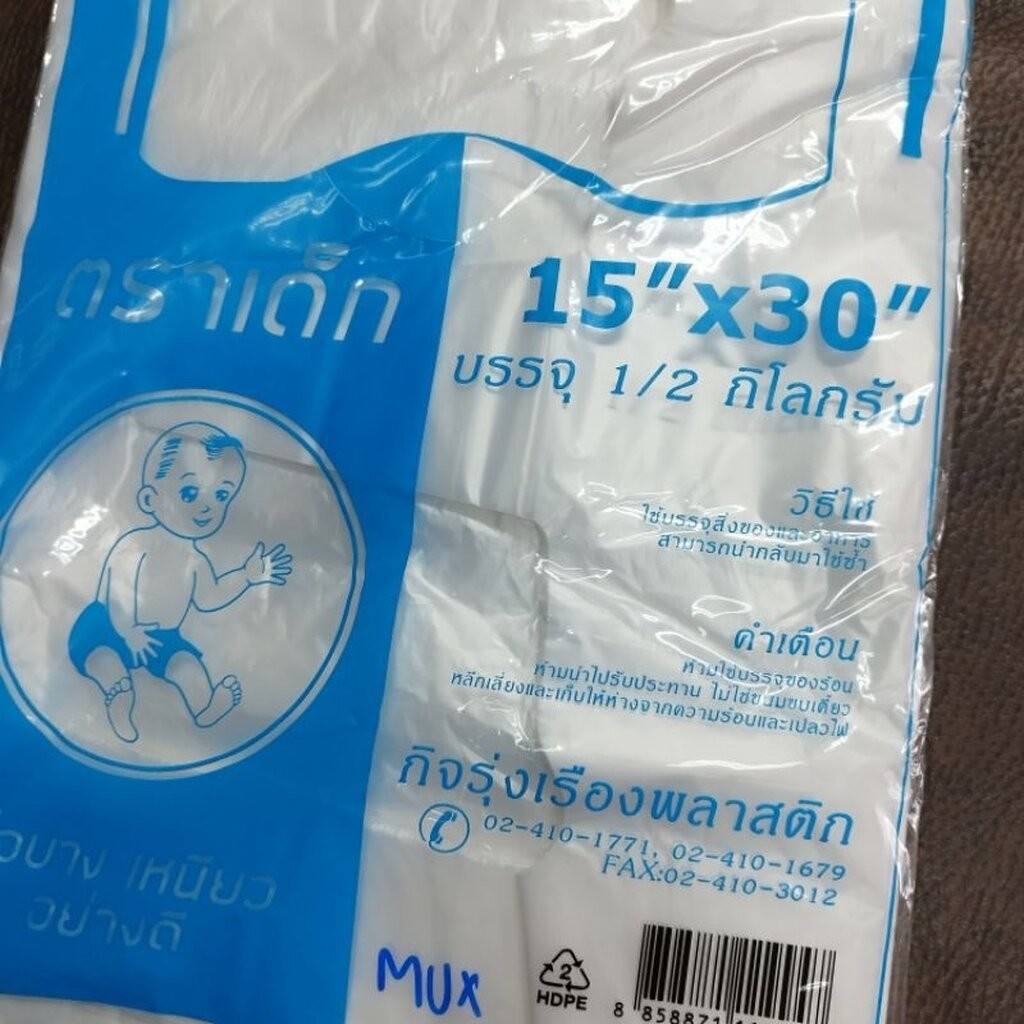 ตราเด็ก
15”x30”
บรรจุ 1/2 กิโลกรัม
วิธีใช้
ใช้บรรจุสิ่งของและอาหาร
สามารถนำกลับมาใช้ซ้ำ
คำเตือน
ห้ามใช้บรรจุของร้อน
ห้ามนำไปรับประทาน ไม่ใช่ขนมขบเคี้ยว
หลีกเลี่ยงและเก็บให้ห่างจากความร้อนและเปลวไฟ
กิจรุ่งเรืองพลาสติก
02-410-1771, 02-410-1679
FAX:02-410-3012
เหนียว
อย่างดี
MUX
2
HDPE
8 858871